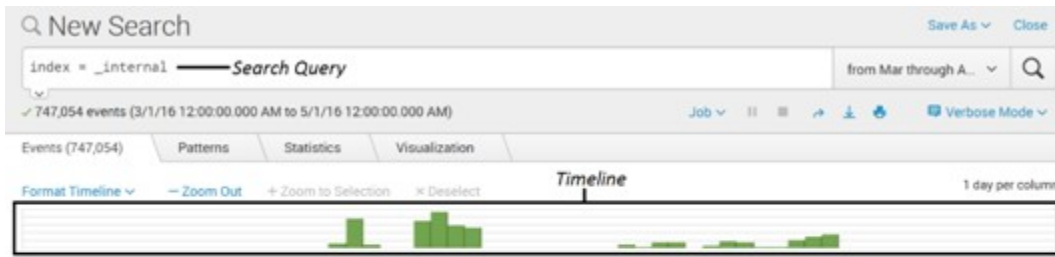 New Search
Save As Close
index = _internal Search Query
from Mar through A...
747,054 events (3/1/16 12:00:00.000 AM to 5/1/16 12:00:00.000 AM)
Job Verbose Mode
Events (747,054) Patterns Statistics Visualization
Timeline
Format Timeline — Zoom Out + Zoom to Selection × Deselect
1 day per column